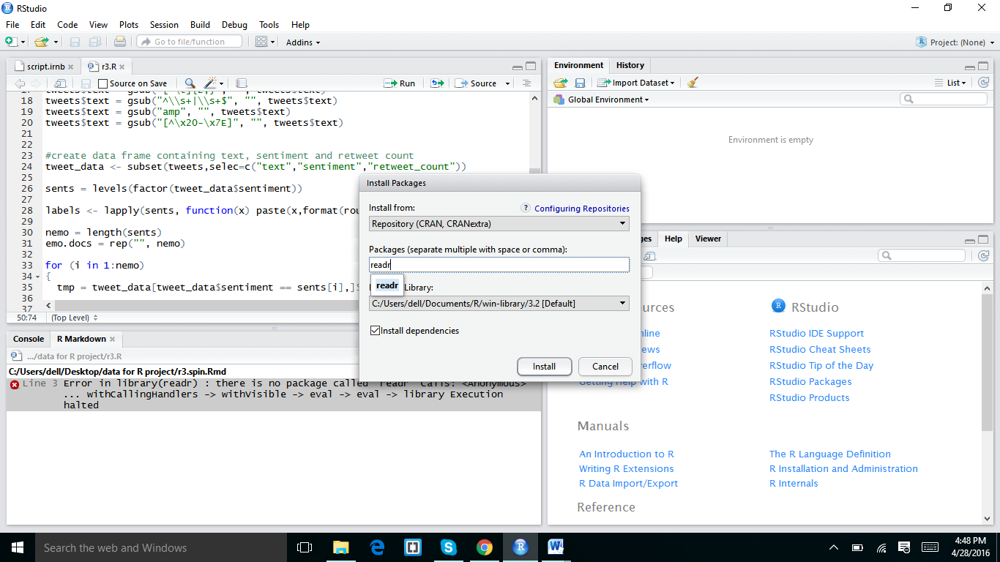 RStudio
File Edit Code View Plots Session Build Debug Tools Help
Go to file/function Addins Project: (None)
script.irnb r3.R
Source on Save Run Source
18 tweets$text = gsub("^\\s+|\\s+$", "", tweets$text)
19 tweets$text = gsub("amp", "", tweets$text)
20 tweets$text = gsub("[^\x20-\x7E]", "", tweets$text)
21
22
23 #create data frame containing text, sentiment and retweet count
24 tweet_data <- subset(tweets,selec=c("text","sentiment","retweet_count"))
25
26 sents = levels(factor(tweet_data$sentiment))
27
28 labels <- lapply(sents, function(x) paste(x,format(rou
29
30 nemo = length(sents)
31 emo.docs = rep("", nemo)
32
33 for (i in 1:nemo)
34 {
35 tmp = tweet_data[tweet_data$sentiment == sents[i],]$
36
37
50:74 (Top Level)
Console R Markdown
.../data for R project/r3.R
C:/Users/dell/Desktop/data for R project/r3.spin.Rmd
Line 3 Error in library(readr) : there is no package called 'readr' Calls: <Anonymous>
... withCallingHandlers -> withVisible -> eval -> eval -> library Execution
halted
Install Packages
Install from: ? Configuring Repositories
Repository (CRAN, CRANextra)
Packages (separate multiple with space or comma):
readr
readr
Library:
C:/Users/dell/Documents/R/win-library/3.2 [Default]
Install dependencies
Install Cancel
Environment History
Import Dataset List
Global Environment
Environment is empty
ges Help Viewer
urces
nline
ews
erflow
Getting Help with R
R RStudio
RStudio IDE Support
RStudio Cheat Sheets
RStudio Tip of the Day
RStudio Packages
RStudio Products
Manuals
An Introduction to R The R Language Definition
Writing R Extensions R Installation and Administration
R Data Import/Export R Internals
Reference
Search the web and Windows
4:48 PM
4/28/2016